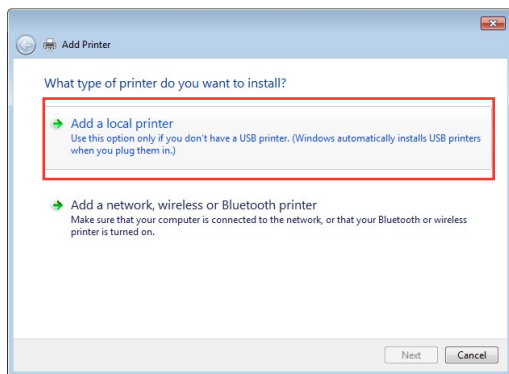 Add Printer
What type of printer do you want to install?
Add a local printer
Use this option only if you don't have a USB printer. (Windows automatically installs USB printers
when you plug them in.)
Add a network, wireless or Bluetooth printer
Make sure that your computer is connected to the network, or that your Bluetooth or wireless
printer is turned on.
Next
Cancel